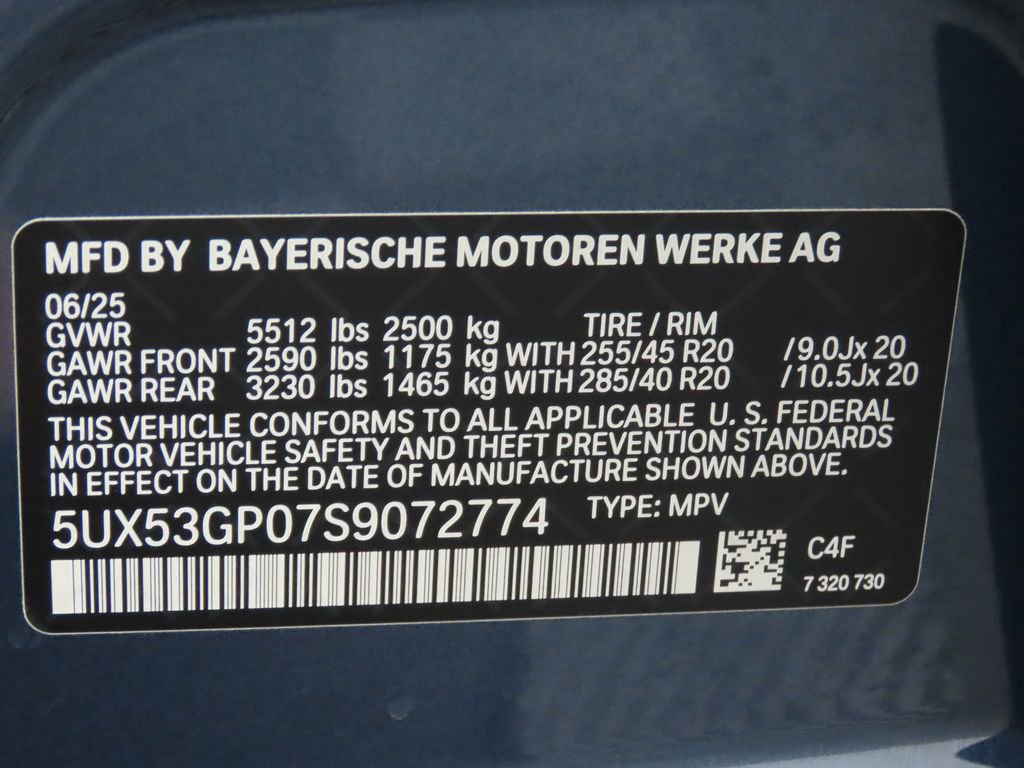 MFD BY BAYERISCHE MOTOREN WERKE AG
06/25
GVWR 5512 lbs 2500 kg TIRE / RIM
GAWR FRONT 2590 lbs 1175 kg WITH 255/45 R20 /9.0Jx 20
GAWR REAR 3230 lbs 1465 kg WITH 285/40 R20 /10.5Jx 20
THIS VEHICLE CONFORMS TO ALL APPLICABLE U. S. FEDERAL
MOTOR VEHICLE SAFETY AND THEFT PREVENTION STANDARDS
IN EFFECT ON THE DATE OF MANUFACTURE SHOWN ABOVE.
5UX53GP07S9072774 TYPE: MPV
C4F
7 320 730